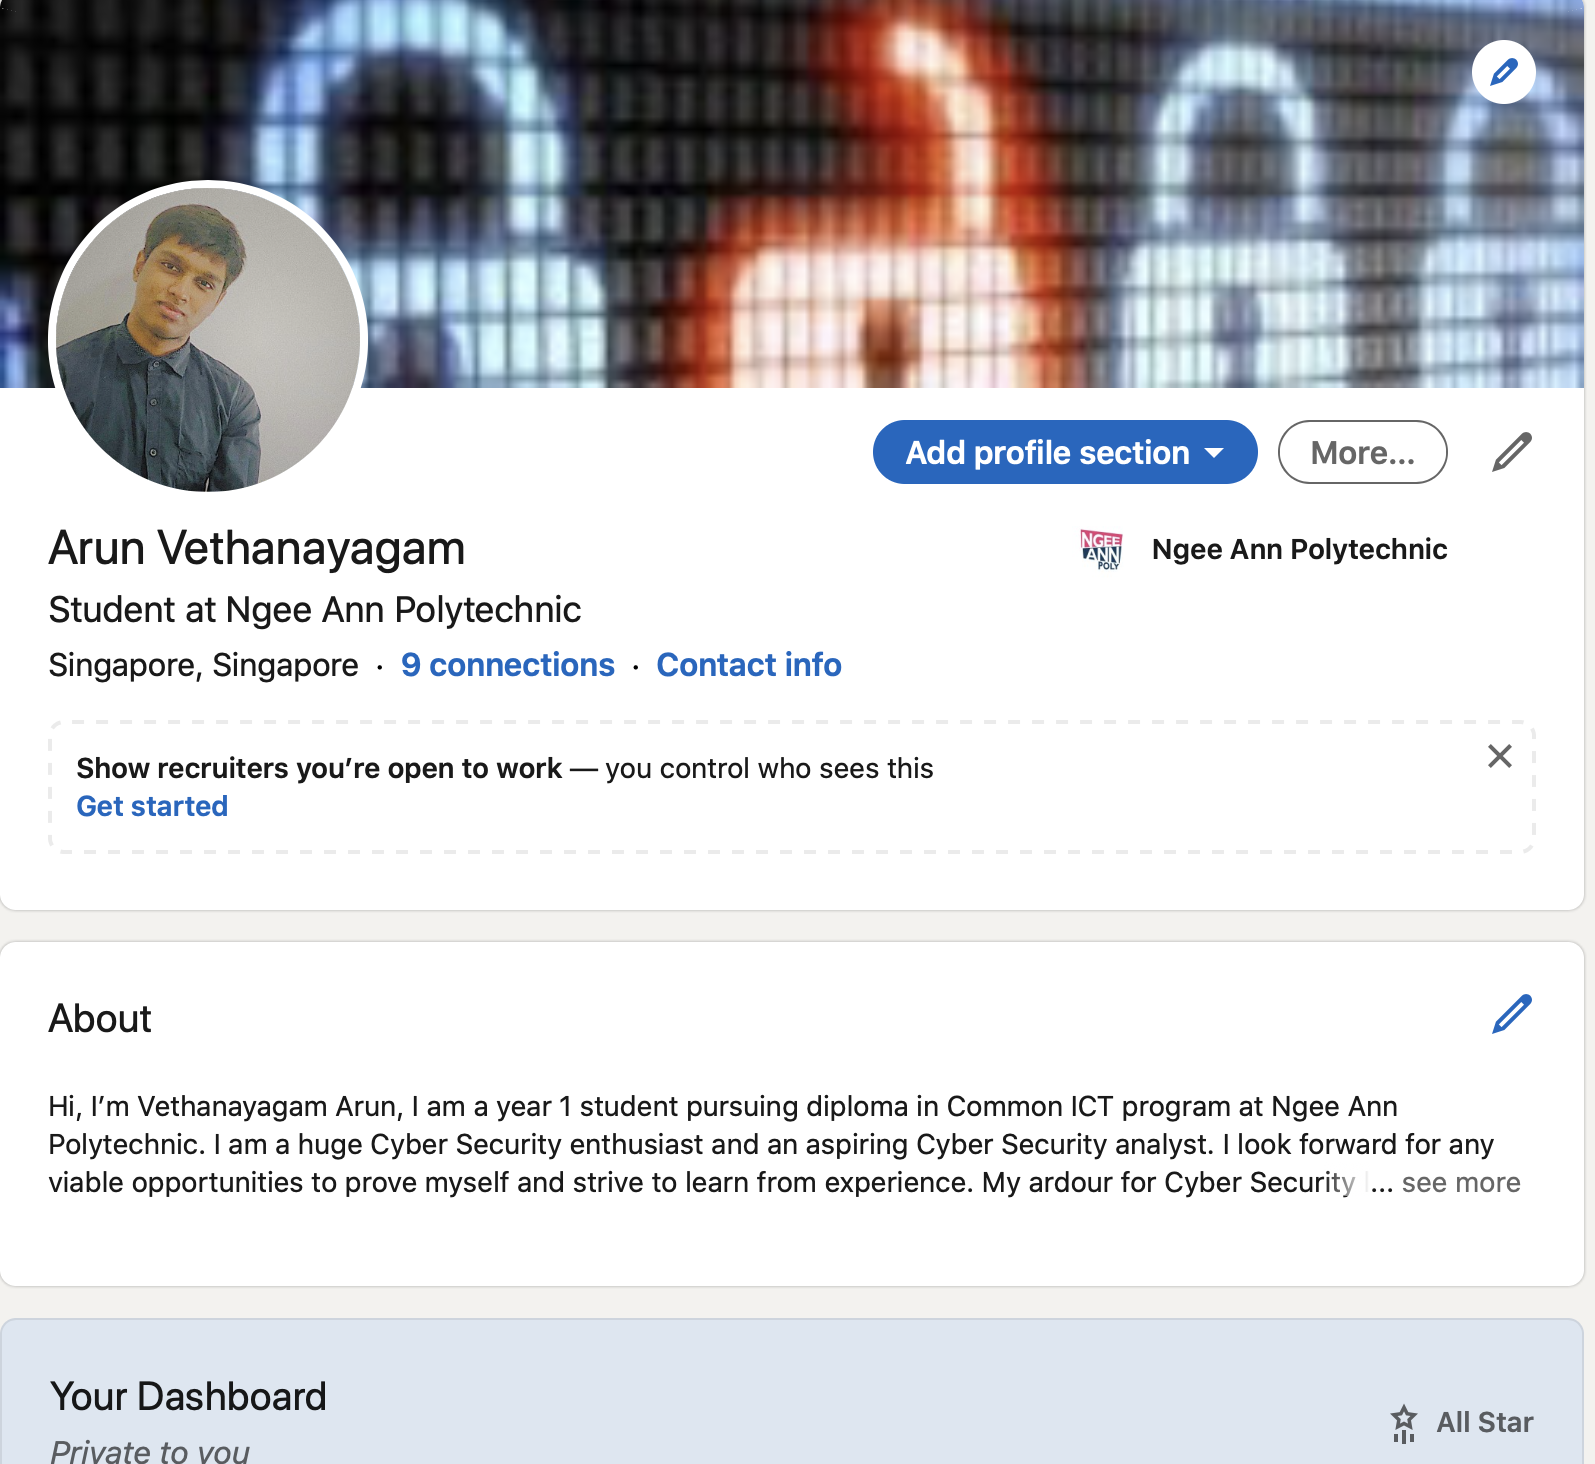 Add profile section
More...
Arun Vethanayagam
NGEE
ANN
POLY
Ngee Ann Polytechnic
Student at Ngee Ann Polytechnic
Singapore, Singapore · 9 connections · Contact info
Show recruiters you’re open to work — you control who sees this
Get started
About
Hi, I’m Vethanayagam Arun, I am a year 1 student pursuing diploma in Common ICT program at Ngee Ann
Polytechnic. I am a huge Cyber Security enthusiast and an aspiring Cyber Security analyst. I look forward for any
viable opportunities to prove myself and strive to learn from experience. My ardour for Cyber Security ... see more
Your Dashboard
All Star
Private to you